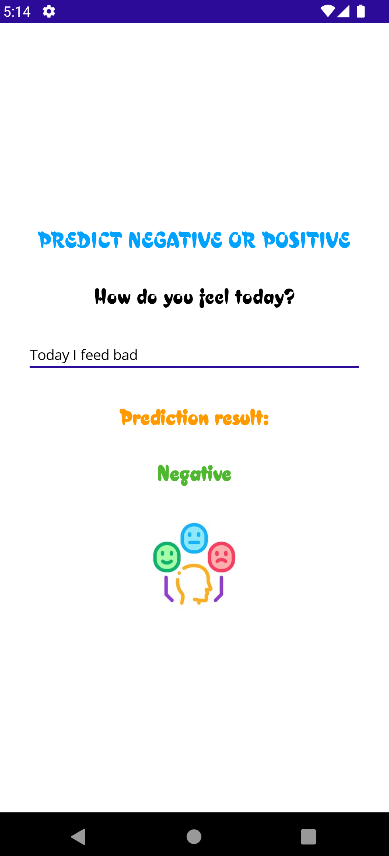 5:14
PREDICT NEGATIVE OR POSITIVE
How do you feel today?
Today I feed bad
Prediction result:
Negative